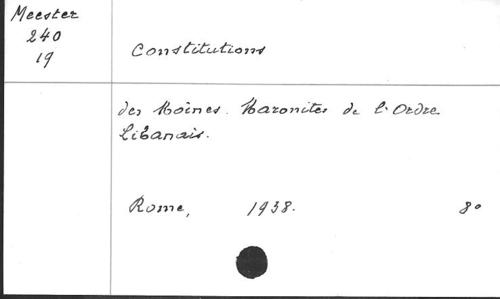 Meester
240
19
Constitutions
des Moines Maronites de l'Ordre
Libanais.
Rome, 1938. 8°